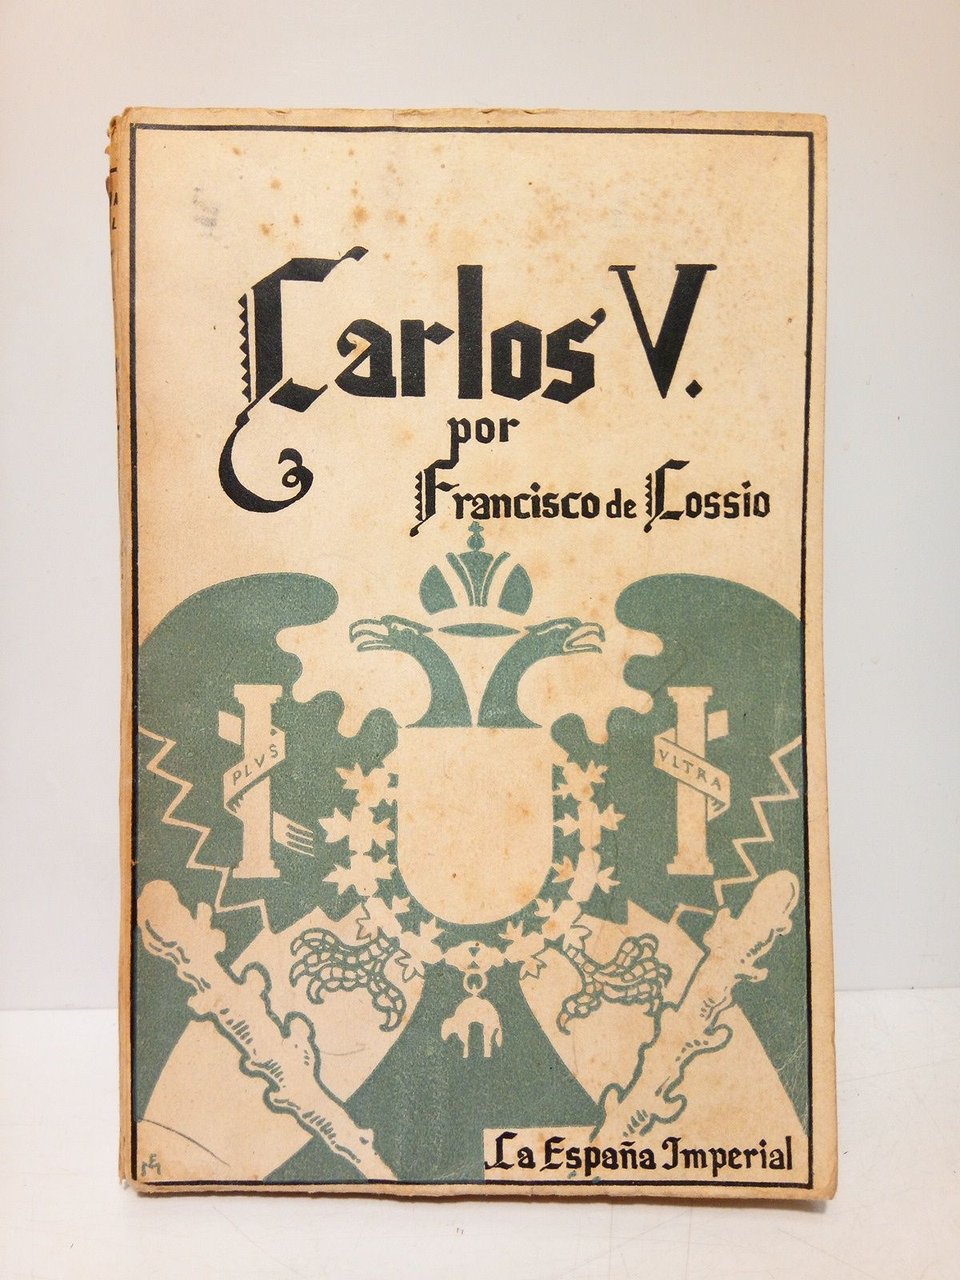 Carlos V.
por
Francisco de Cossio
PLVS
VLTRA
La España Imperial